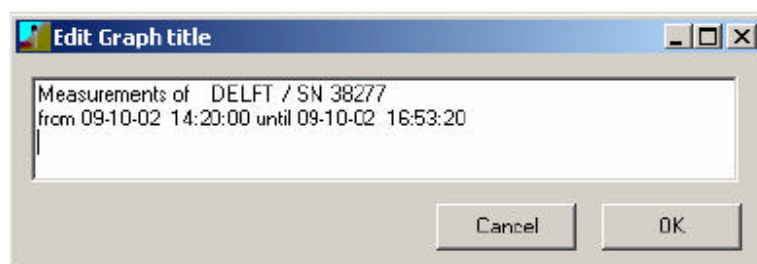 Edit Graph title
Measurements of   DELFT / SN 38277
from 09-10-02  14:20:00 until 09-10-02  16:53:20
Cancel
OK